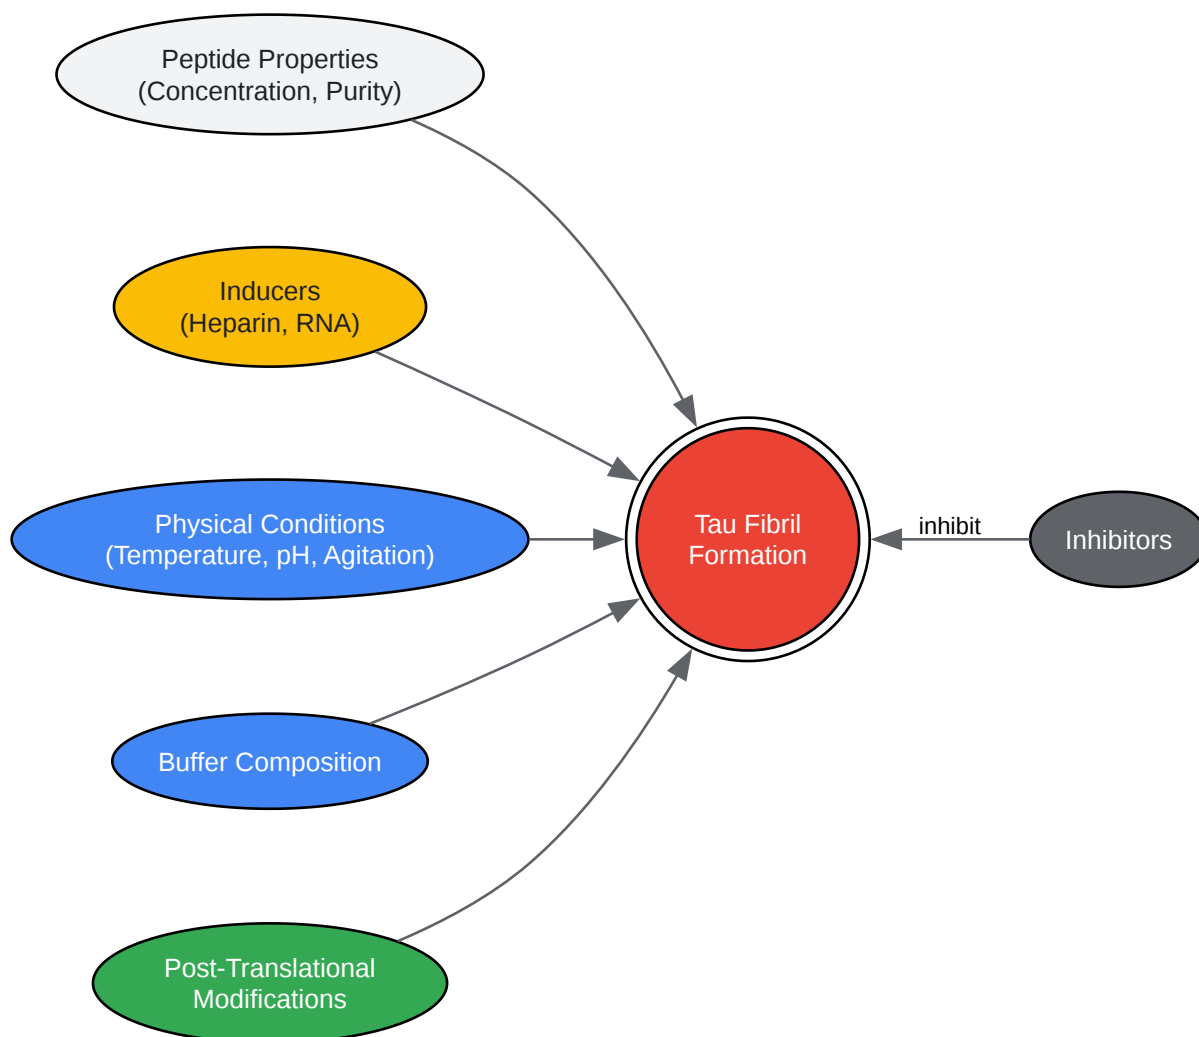 Peptide Properties
(Concentration, Purity)
Inducers
(Heparin, RNA)
Physical Conditions
(Temperature, pH, Agitation)
Buffer Composition
Post-Translational
Modifications
Tau Fibril
Formation
inhibit
Inhibitors